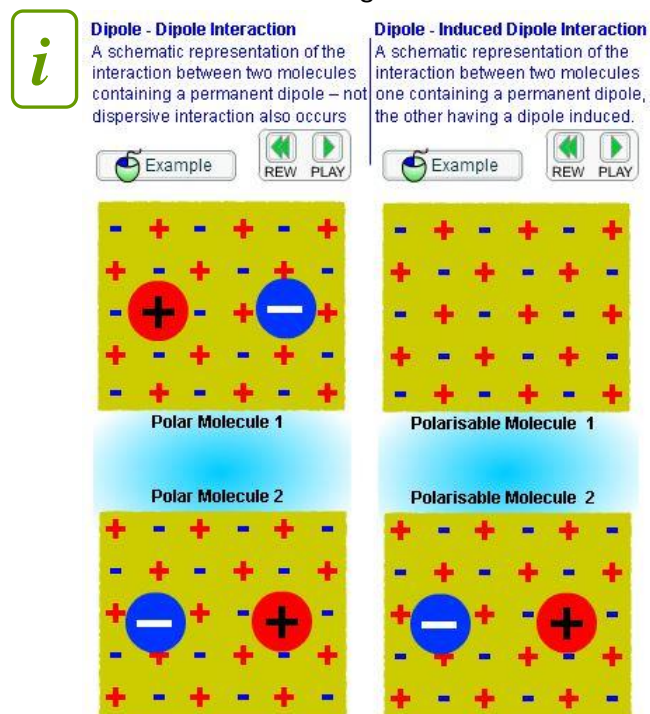 i
Dipole - Dipole Interaction
A schematic representation of the
interaction between two molecules
containing a permanent dipole – not
dispersive interaction also occurs
Example
REW PLAY
Polar Molecule 1
Polar Molecule 2
Dipole - Induced Dipole Interaction
A schematic representation of the
interaction between two molecules
one containing a permanent dipole,
the other having a dipole induced.
Example
REW PLAY
Polarisable Molecule 1
Polarisable Molecule 2